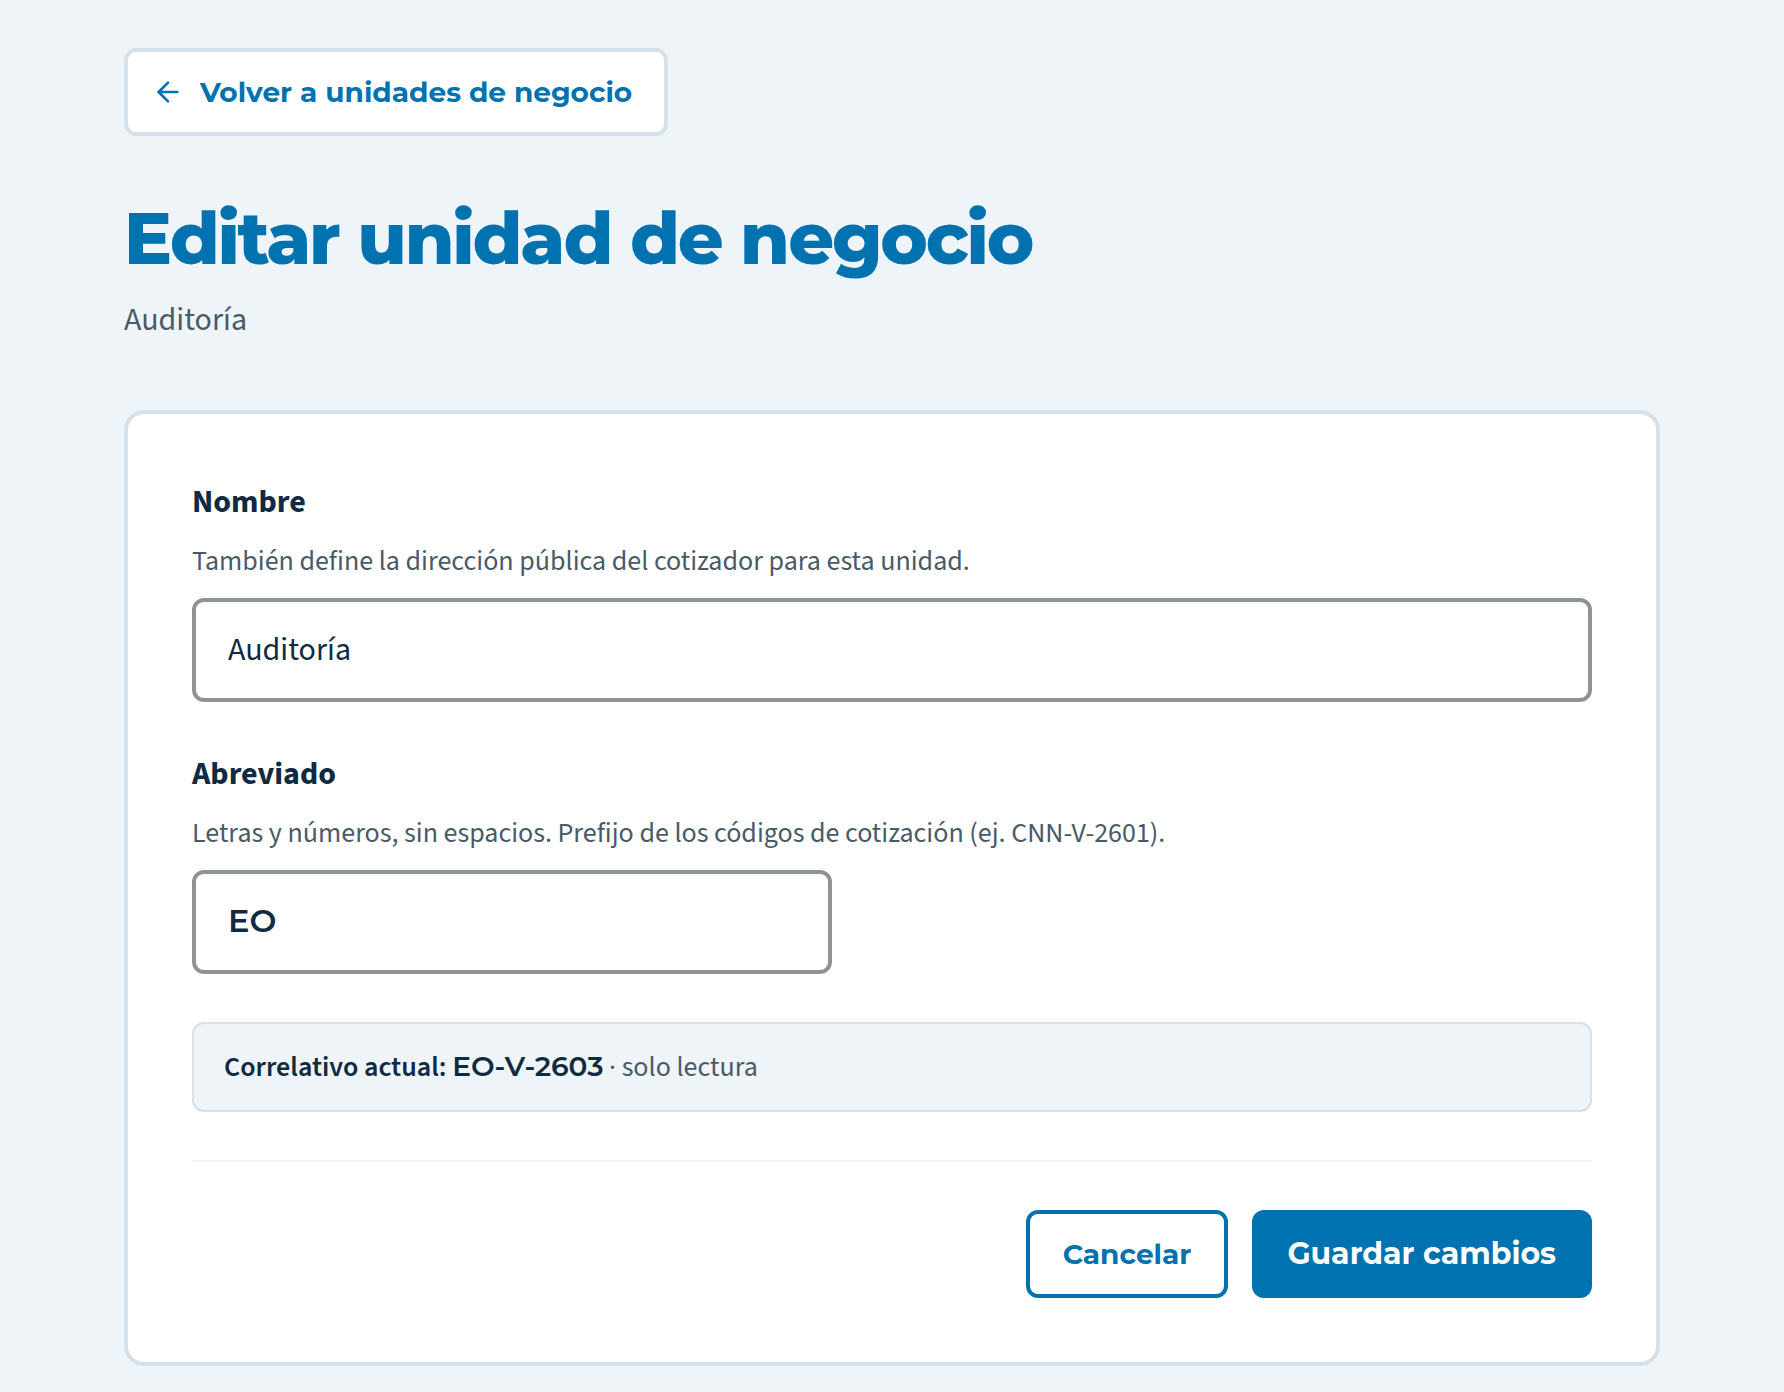 ← Volver a unidades de negocio
Editar unidad de negocio
Auditoría
Nombre
También define la dirección pública del cotizador para esta unidad.
Auditoría
Abreviado
Letras y números, sin espacios. Prefijo de los códigos de cotización (ej. CNN-V-2601).
EO
Correlativo actual: EO-V-2603 · solo lectura
Cancelar
Guardar cambios